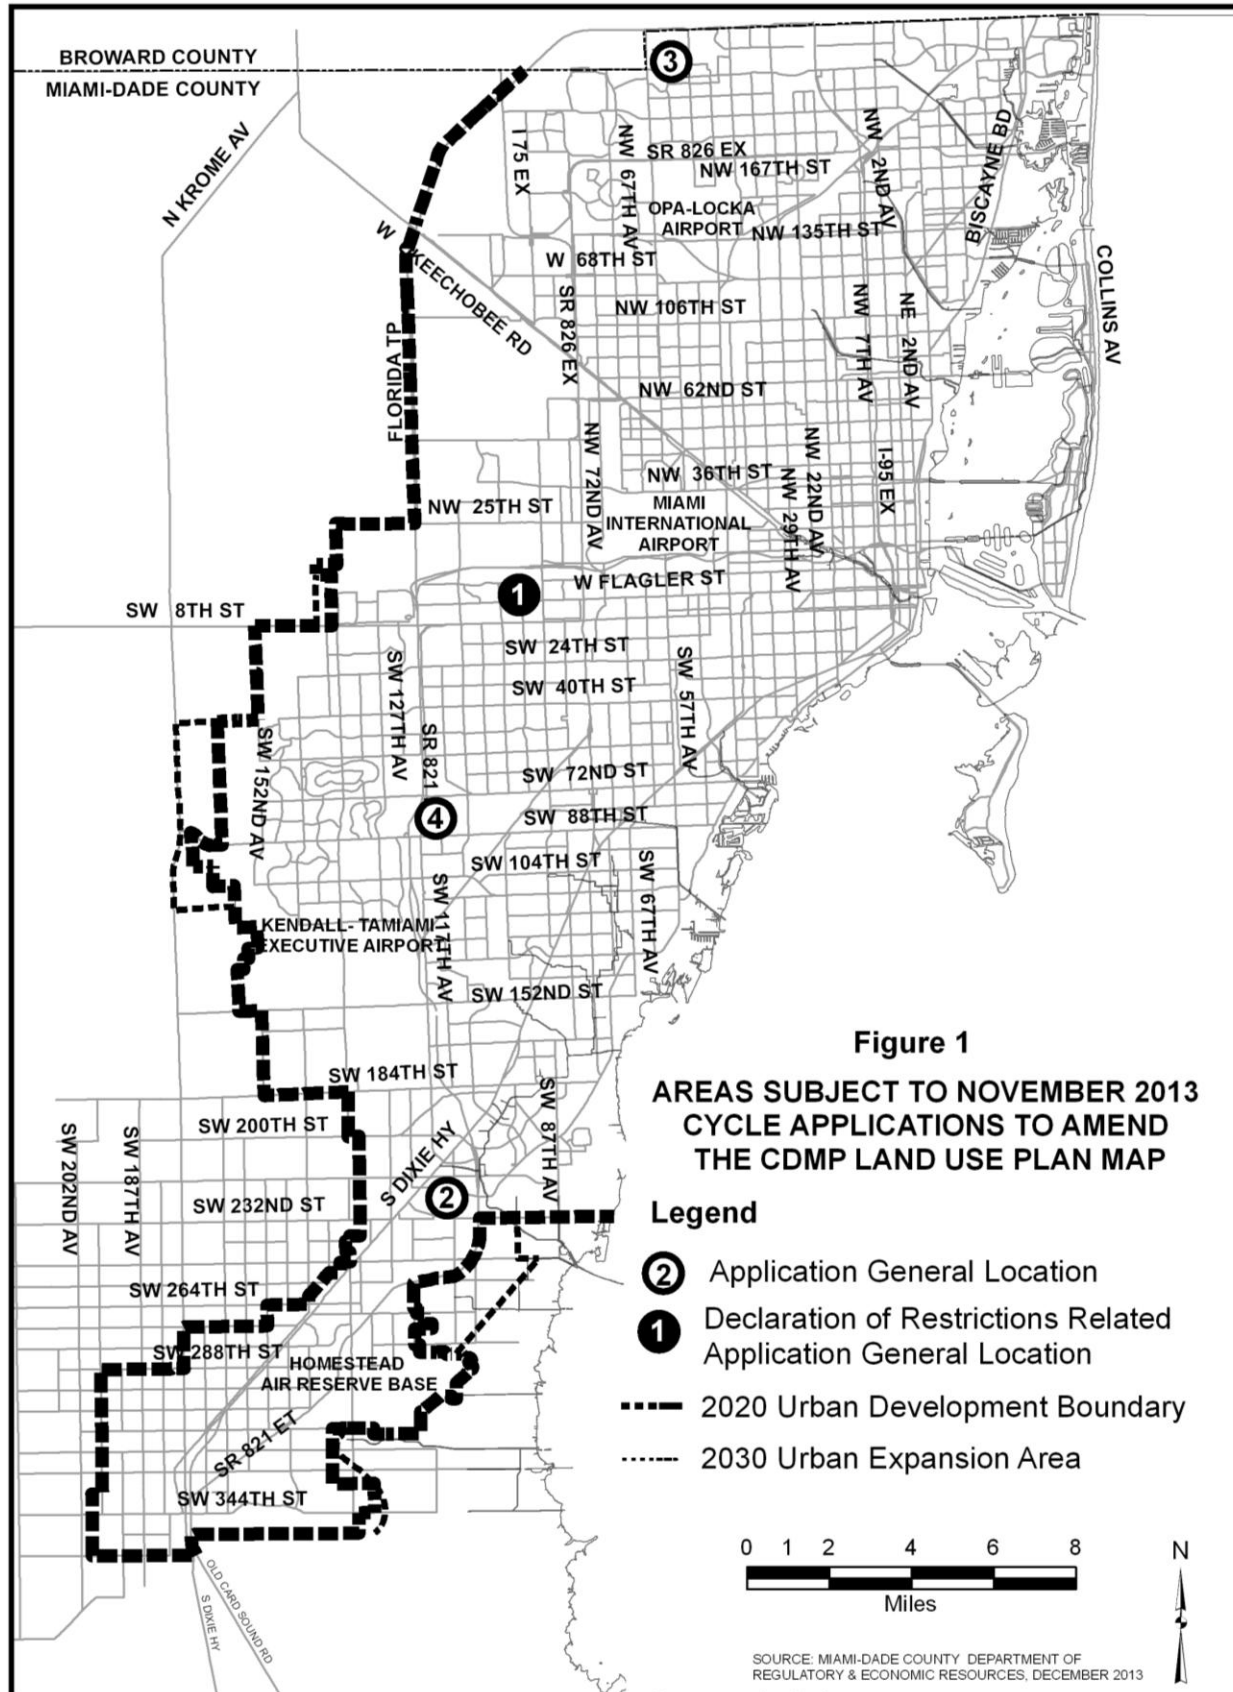 BROWARD COUNTY
MIAMI-DADE COUNTY
3
N KROME AV
I 75 EX
NW 67TH AV
SR 826 EX
NW 167TH ST
NW 2ND AV
BISCAYNE BD
OPA-LOCKA
AIRPORT
NW 135TH ST
W
KEECHOBEE RD
W 68TH ST
COLLINS AV
SR 826 EX
NW 106TH ST
NW 7TH AV
NE 2ND AV
FLORIDA TP
NW 62ND ST
NW 72ND AV
NW 36TH ST
NW 22ND AV
NW 29TH AV
I-95 EX
NW 25TH ST
MIAMI
INTERNATIONAL
AIRPORT
W FLAGLER ST
1
SW 8TH ST
SW 24TH ST
SW 127TH AV
SW 40TH ST
SW 57TH AV
SW 152ND AV
SR 821
SW 72ND ST
4
SW 88TH ST
SW 104TH ST
SW 67TH AV
SW 117TH AV
KENDALL- TAMIAMI
EXECUTIVE AIRPORT
SW 152ND ST
SW 184TH ST
SW 87TH AV
SW 200TH ST
SW 202ND AV
SW 187TH AV
S DIXIE HY
2
SW 232ND ST
SW 264TH ST
SW 288TH ST
HOMESTEAD
AIR RESERVE BASE
SR 821 ET
SW 344TH ST
OLD CARD SOUND RD
S DIXIE HY
Figure 1
AREAS SUBJECT TO NOVEMBER 2013
CYCLE APPLICATIONS TO AMEND
THE CDMP LAND USE PLAN MAP
Legend
2 Application General Location
1 Declaration of Restrictions Related
Application General Location
2020 Urban Development Boundary
2030 Urban Expansion Area
0 1 2 4 6 8
Miles
N
SOURCE: MIAMI-DADE COUNTY DEPARTMENT OF
REGULATORY & ECONOMIC RESOURCES, DECEMBER 2013